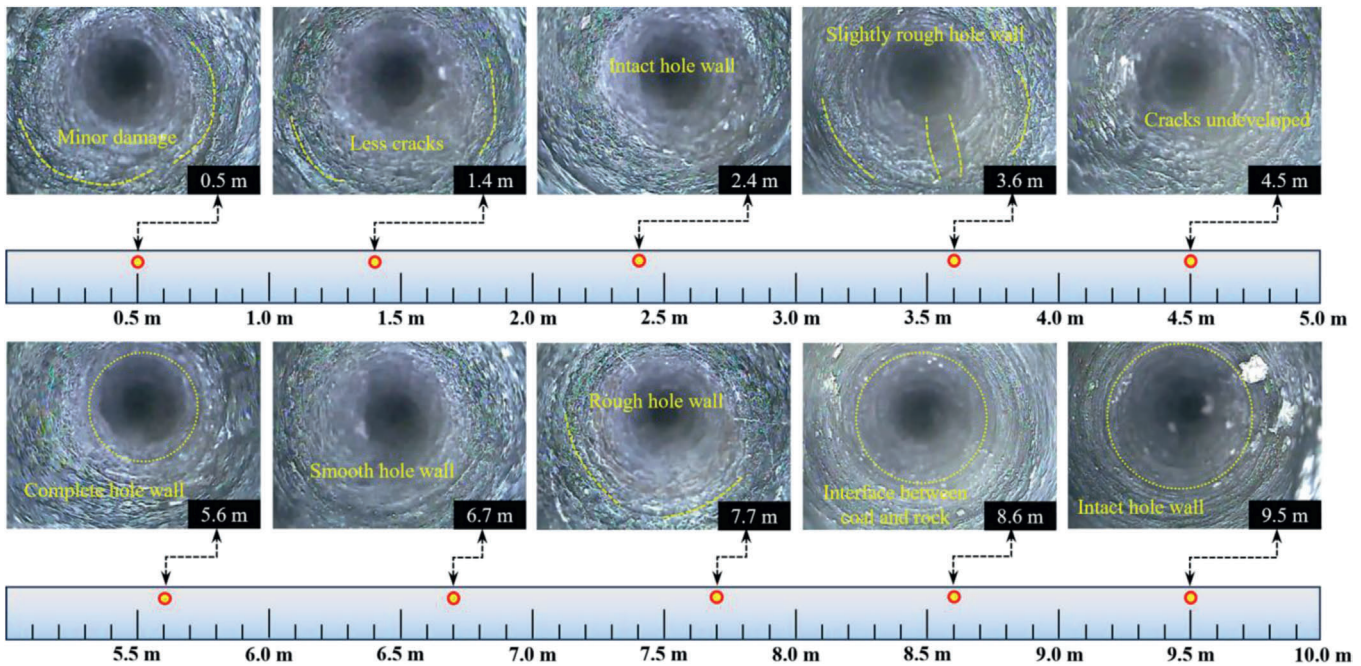 Minor damage
0.5 m
Less cracks
1.4 m
Intact hole wall
2.4 m
Slightly rough hole wall
3.6 m
Cracks undeveloped
4.5 m
0.5 m
1.0 m
1.5 m
2.0 m
2.5 m
3.0 m
3.5 m
4.0 m
4.5 m
5.0 m
Complete hole wall
5.6 m
Smooth hole wall
6.7 m
Rough hole wall
7.7 m
Interface between
coal and rock
8.6 m
Intact hole wall
9.5 m
5.5 m
6.0 m
6.5 m
7.0 m
7.5 m
8.0 m
8.5 m
9.0 m
9.5 m
10.0 m